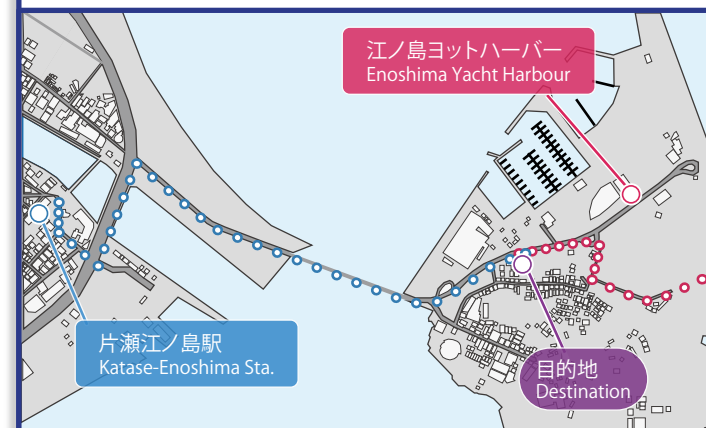 江ノ島ヨットハーバー
Enoshima Yacht Harbour
片瀬江ノ島駅
Katase-Enoshima Sta.
目的地
Destination